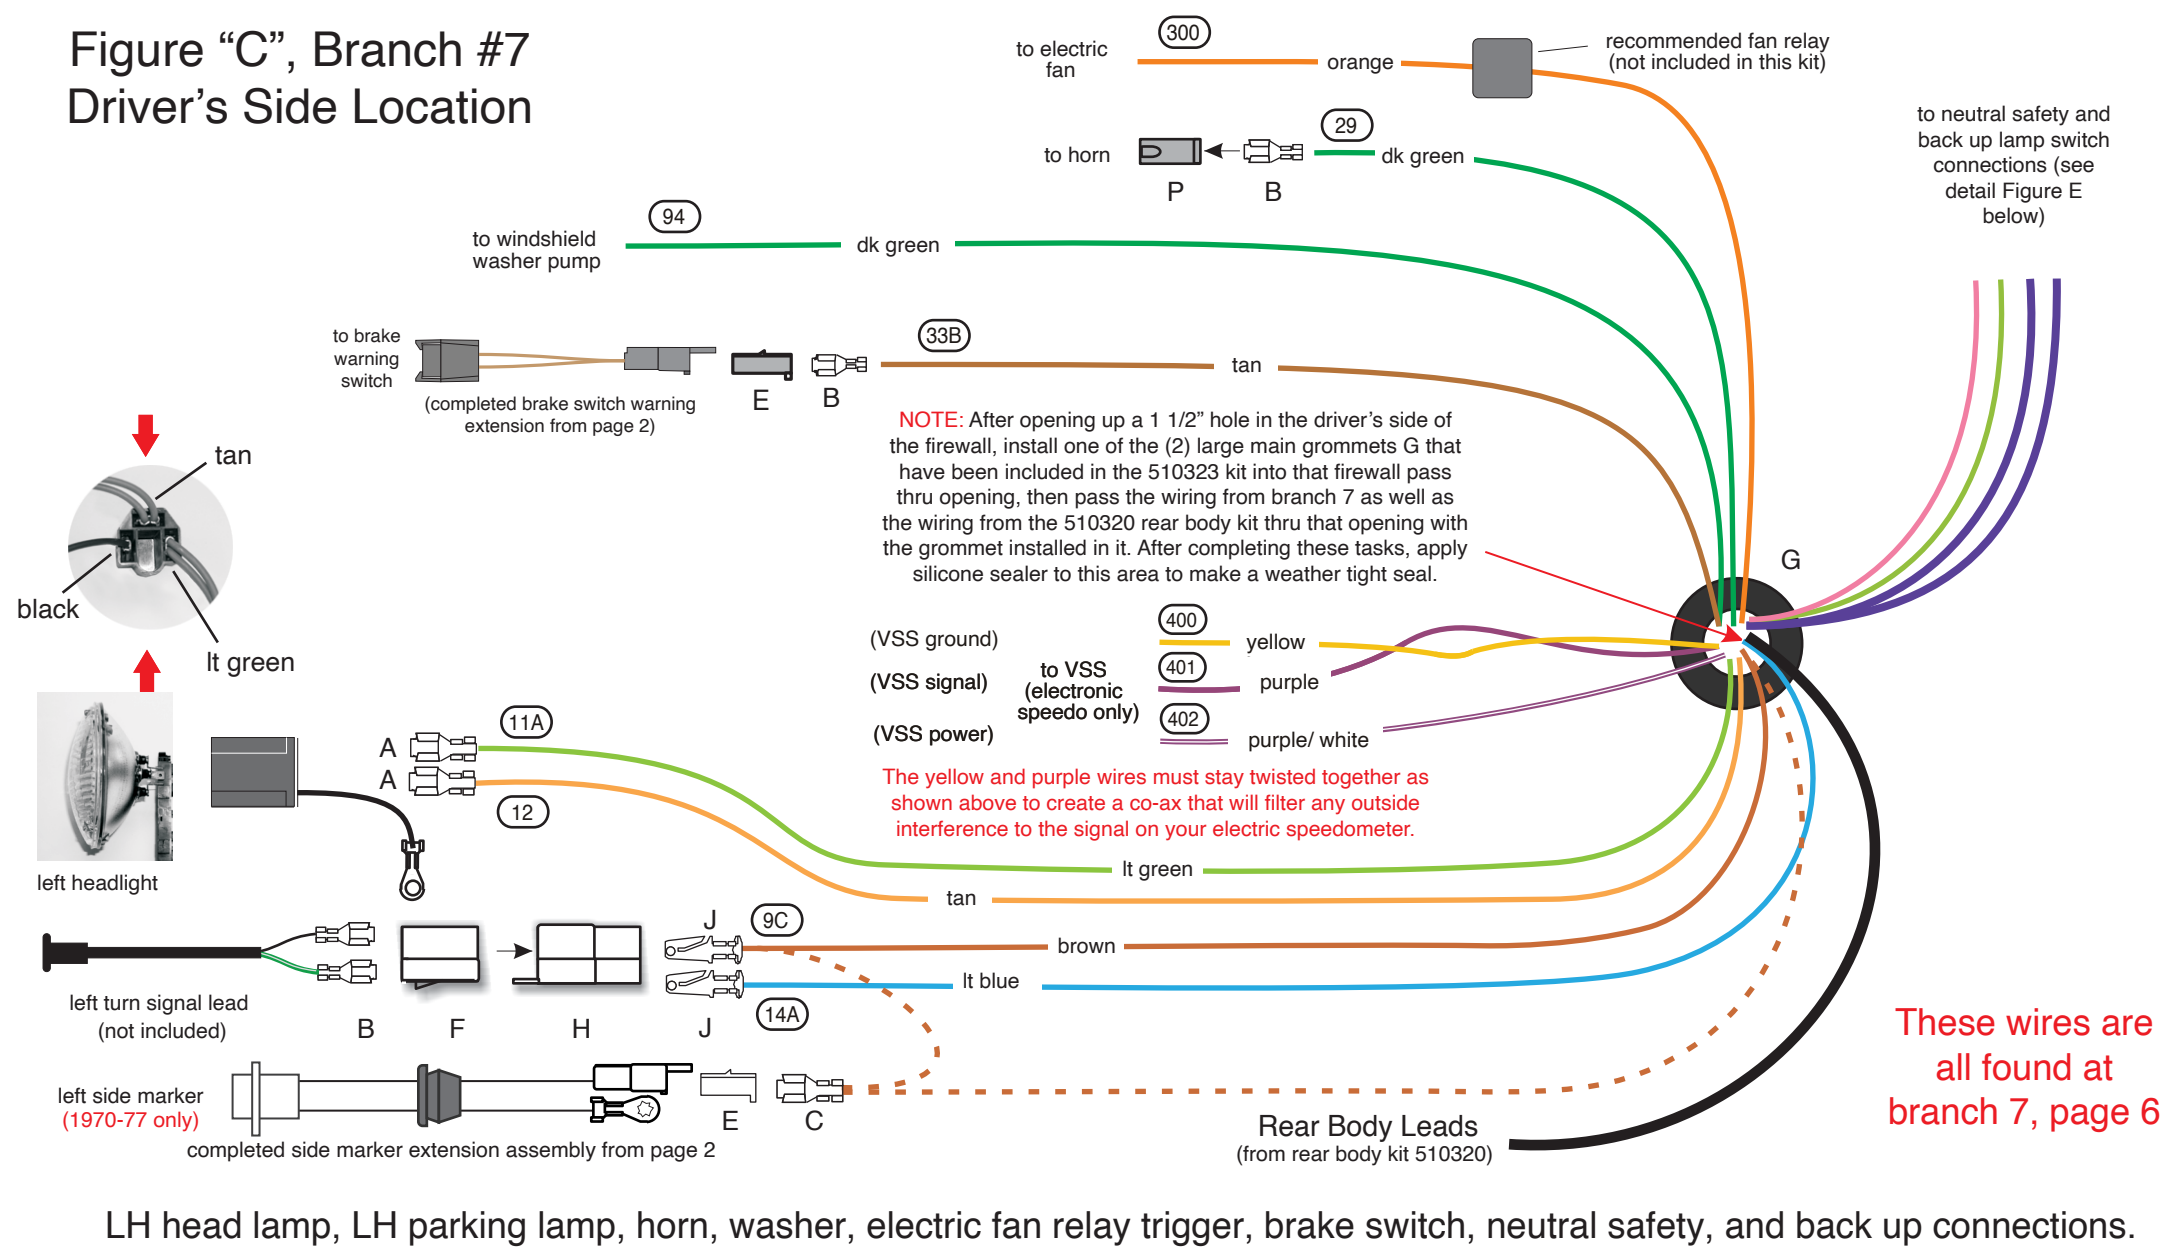 Figure “C”, Branch #7
Driver’s Side Location
to electric
fan
300
orange
recommended fan relay
(not included in this kit)
to horn
P
B
29
dk green
to neutral safety and
back up lamp switch
connections (see
detail Figure E
below)
to windshield
washer pump
94
dk green
to brake
warning
switch
(completed brake switch warning
extension from page 2)
E
B
33B
tan
NOTE: After opening up a 1 1/2” hole in the driver’s side of
the firewall, install one of the (2) large main grommets G that
have been included in the 510323 kit into that firewall pass
thru opening, then pass the wiring from branch 7 as well as
the wiring from the 510320 rear body kit thru that opening with
the grommet installed in it. After completing these tasks, apply
silicone sealer to this area to make a weather tight seal.
G
tan
black
lt green
(VSS ground)
400
yellow
(VSS signal)
to VSS
(electronic
speedo only)
401
purple
(VSS power)
402
purple/ white
The yellow and purple wires must stay twisted together as
shown above to create a co-ax that will filter any outside
interference to the signal on your electric speedometer.
left headlight
A
11A
A
12
lt green
tan
left turn signal lead
(not included)
B
F
H
J
9C
brown
lt blue
J
14A
left side marker
(1970-77 only)
E
C
completed side marker extension assembly from page 2
Rear Body Leads
(from rear body kit 510320)
These wires are
all found at
branch 7, page 6
LH head lamp, LH parking lamp, horn, washer, electric fan relay trigger, brake switch, neutral safety, and back up connections.